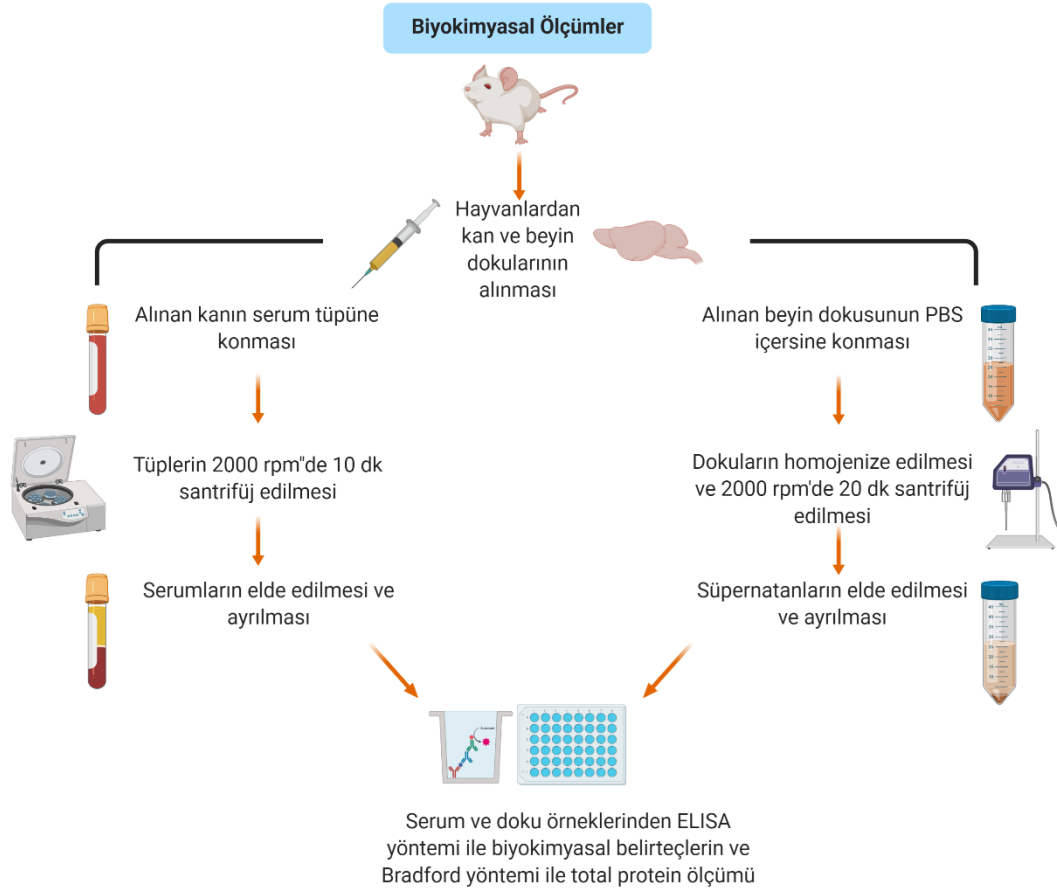 Biyokimyasal Ölçümler
Hayvanlardan
kan ve beyin
dokularının
alınması
Alınan kanın serum tüpüne
konması
Tüplerin 2000 rpm"de 10 dk
santrifüj edilmesi
Serumların elde edilmesi ve
ayrılması
Alınan beyin dokusunun PBS
içersine konması
Dokuların homojenize edilmesi
ve 2000 rpm'de 20 dk santrifüj
edilmesi
Süpernatanların elde edilmesi
ve ayrılması
Serum ve doku örneklerinden ELISA
yöntemi ile biyokimyasal belirteçlerin ve
Bradford yöntemi ile total protein ölçümü